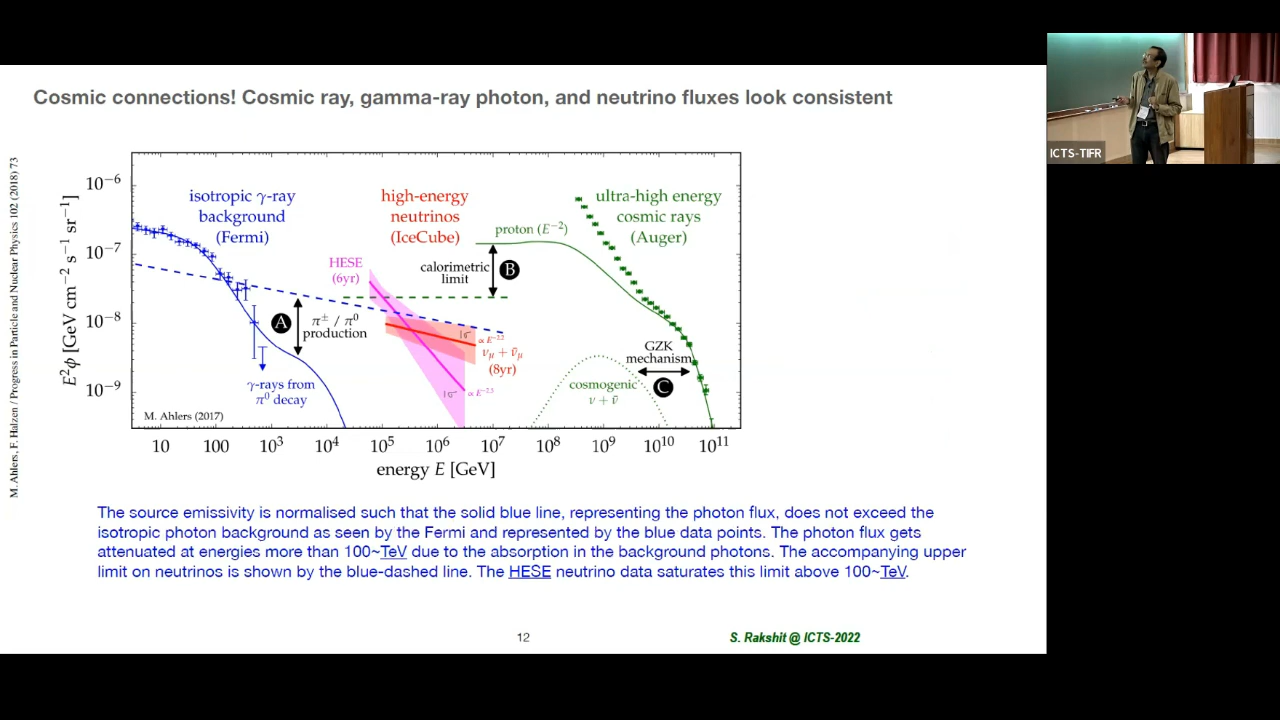 Cosmic connections! Cosmic ray, gamma-ray photon, and neutrino fluxes look consistent
ICTS-TIFR
M. Ahlers, F. Halzen / Progress in Particle and Nuclear Physics 102 (2018) 73
E²ϕ [GeV cm⁻² s⁻¹ sr⁻¹]
10⁻⁶
10⁻⁷
10⁻⁸
10⁻⁹
isotropic γ-ray
background
(Fermi)
high-energy
neutrinos
(IceCube)
ultra-high energy
cosmic rays
(Auger)
proton (E⁻²)
HESE
(6yr)
calorimetric
limit
B
A
π± / π⁰
production
1σ
∝ E⁻²·²
νμ + ν̄μ
(8yr)
GZK
mechanism
C
γ-rays from
π⁰ decay
1σ
cosmogenic
ν + ν̄
M. Ahlers (2017)
10 100 10³ 10⁴ 10⁵ 10⁶ 10⁷ 10⁸ 10⁹ 10¹⁰ 10¹¹
energy E [GeV]
The source emissivity is normalised such that the solid blue line, representing the photon flux, does not exceed the
isotropic photon background as seen by the Fermi and represented by the blue data points. The photon flux gets
attenuated at energies more than 100~TeV due to the absorption in the background photons. The accompanying upper
limit on neutrinos is shown by the blue-dashed line. The HESE neutrino data saturates this limit above 100~TeV.
12
S. Rakshit @ ICTS-2022